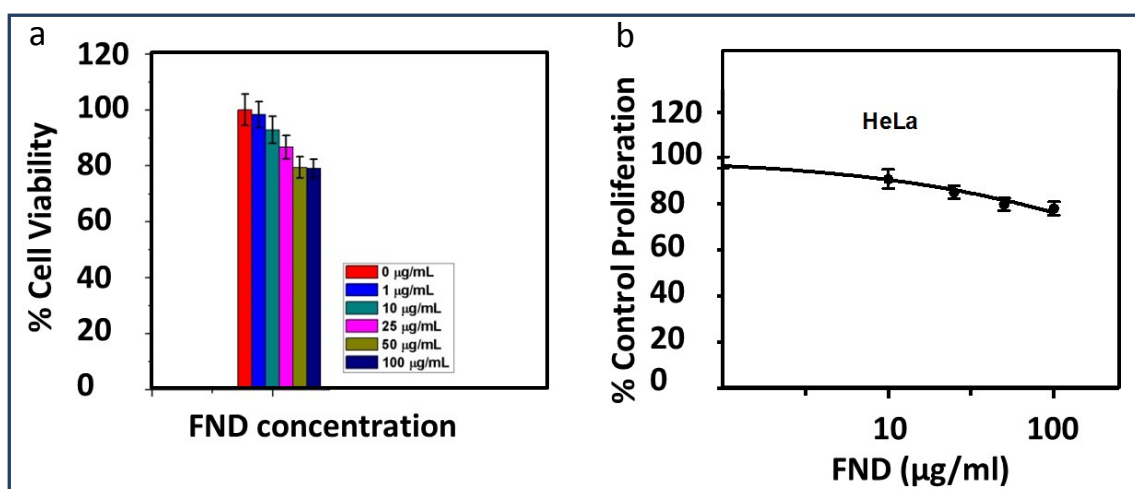 a
120
100
80
60
40
20
0
% Cell Viability
0 μg/mL
1 μg/mL
10 μg/mL
25 μg/mL
50 μg/mL
100 μg/mL
FND concentration
b
120
100
80
60
40
20
0
% Control Proliferation
HeLa
10 100
FND (μg/ml)